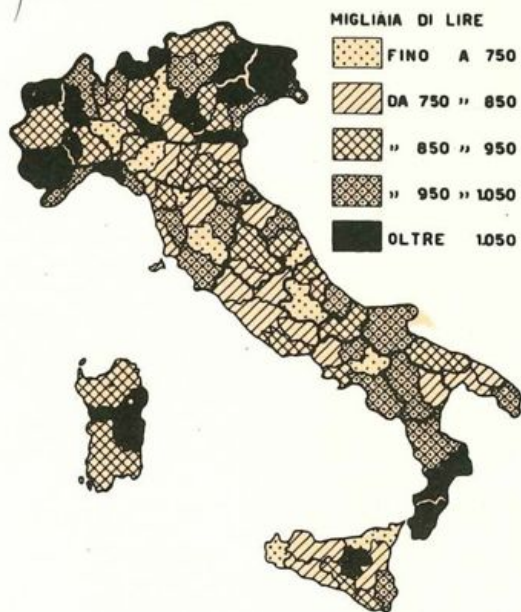 MIGLIAIA DI LIRE
FINO A 750
DA 750 " 850
" 850 " 950
" 950 " 1.050
OLTRE 1.050